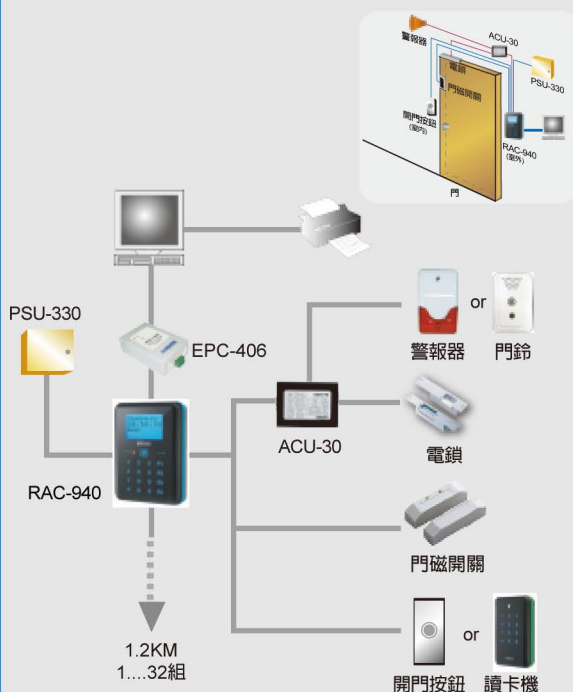 警報器
ACU-30
電鎖
PSU-330
門磁開關
開門按鈕
(室內)
RAC-940
(室外)
門
PSU-330
EPC-406
or
警報器
門鈴
ACU-30
電鎖
RAC-940
門磁開關
1.2KM
1....32組
or
開門按鈕
讀卡機